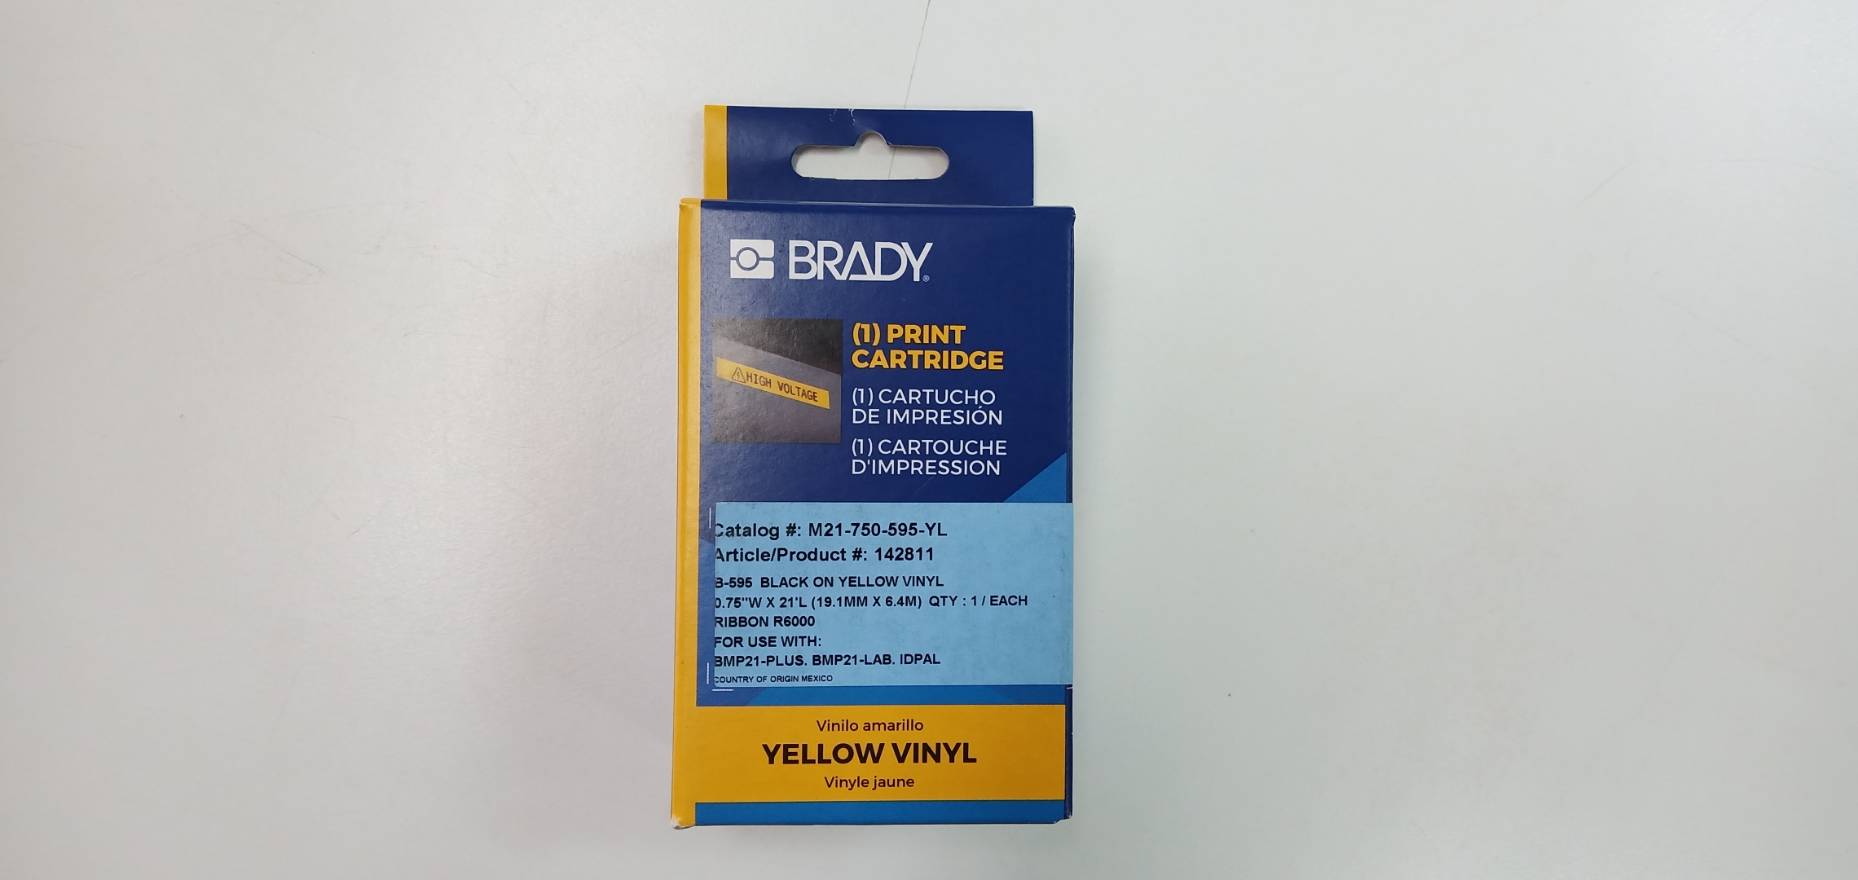 BRADY
HIGH VOLTAGE
(1) PRINT
CARTRIDGE
(1) CARTUCHO
DE IMPRESIÓN
(1) CARTOUCHE
D'IMPRESSION
Catalog #: M21-750-595-YL
Article/Product #: 142811
B-595 BLACK ON YELLOW VINYL
0.75"W X 21'L (19.1MM X 6.4M) QTY : 1 / EACH
RIBBON R6000
FOR USE WITH:
BMP21-PLUS. BMP21-LAB. IDPAL
COUNTRY OF ORIGIN MEXICO
Vinilo amarillo
YELLOW VINYL
Vinyle jaune